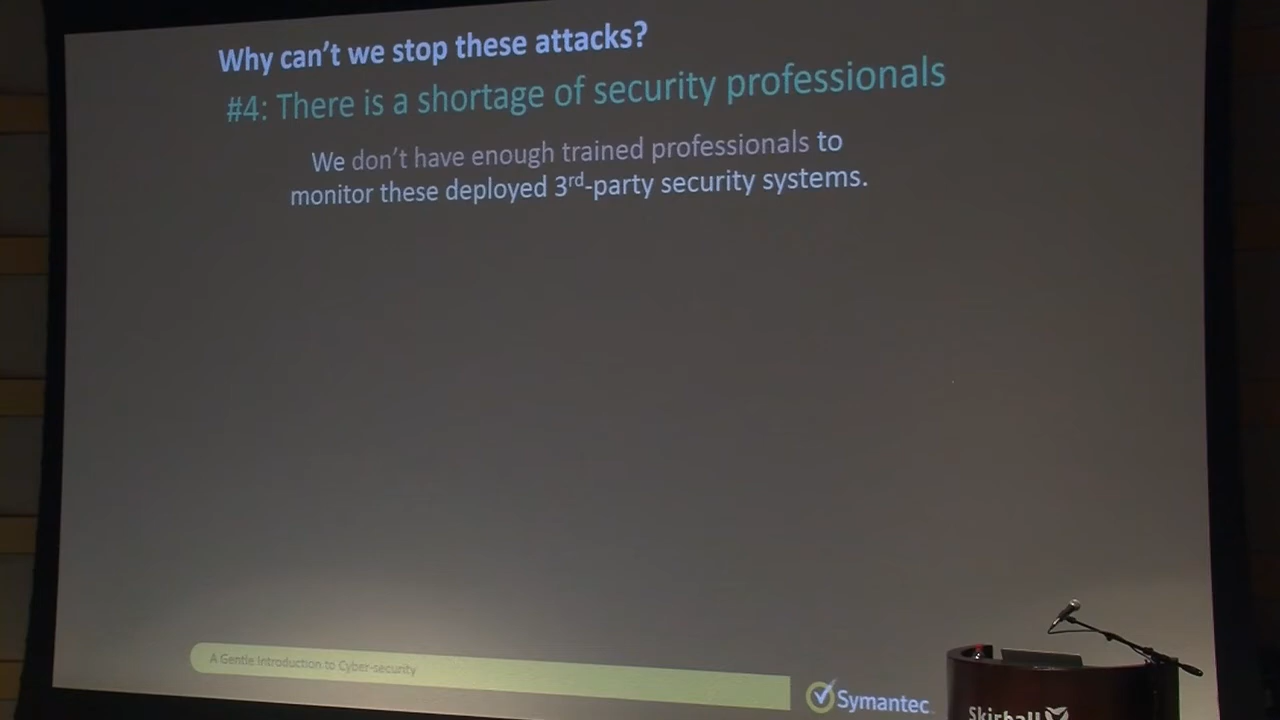 Why can't we stop these attacks?
#4: There is a shortage of security professionals
We don't have enough trained professionals to
monitor these deployed 3rd-party security systems.
A Gentle Introduction to Cyber-security
Symantec
Skirball